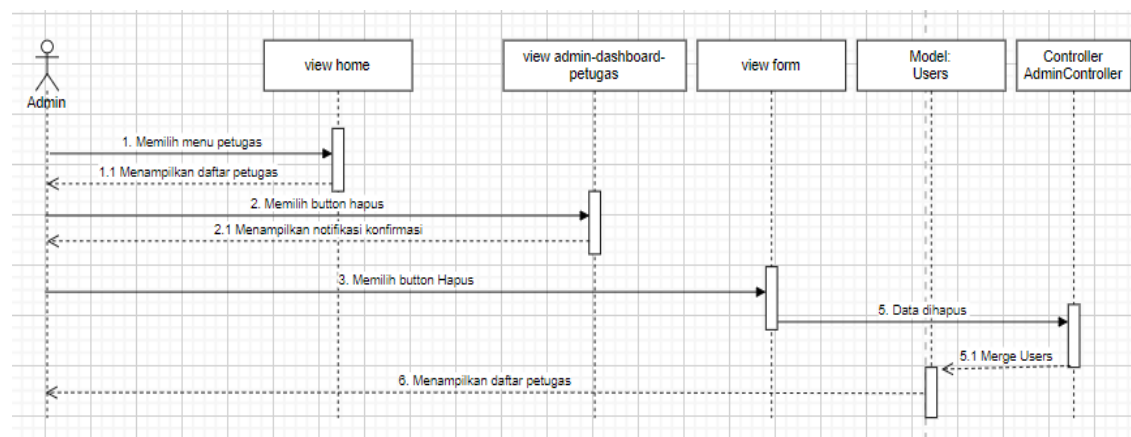 Admin
view home
view admin-dashboard-
petugas
view form
Model:
Users
Controller
AdminController
1. Memilih menu petugas
1.1 Menampilkan daftar petugas
2. Memilih button hapus
2.1 Menampilkan notifikasi konfirmasi
3. Memilih button Hapus
5. Data dihapus
5.1 Merge Users
6. Menampilkan daftar petugas